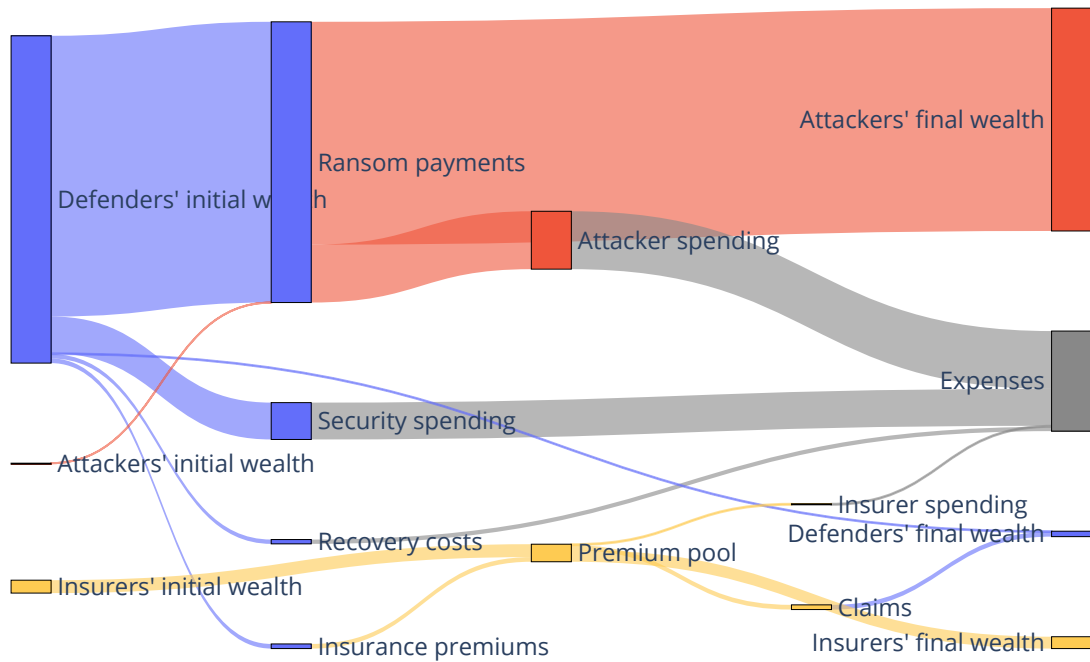 Attackers' final wealth
Ransom payments
Defenders' initial wealth
Attacker spending
Expenses
Security spending
Attackers' initial wealth
Insurer spending
Defenders' final wealth
Recovery costs
Premium pool
Insurers' initial wealth
Claims
Insurers' final wealth
Insurance premiums